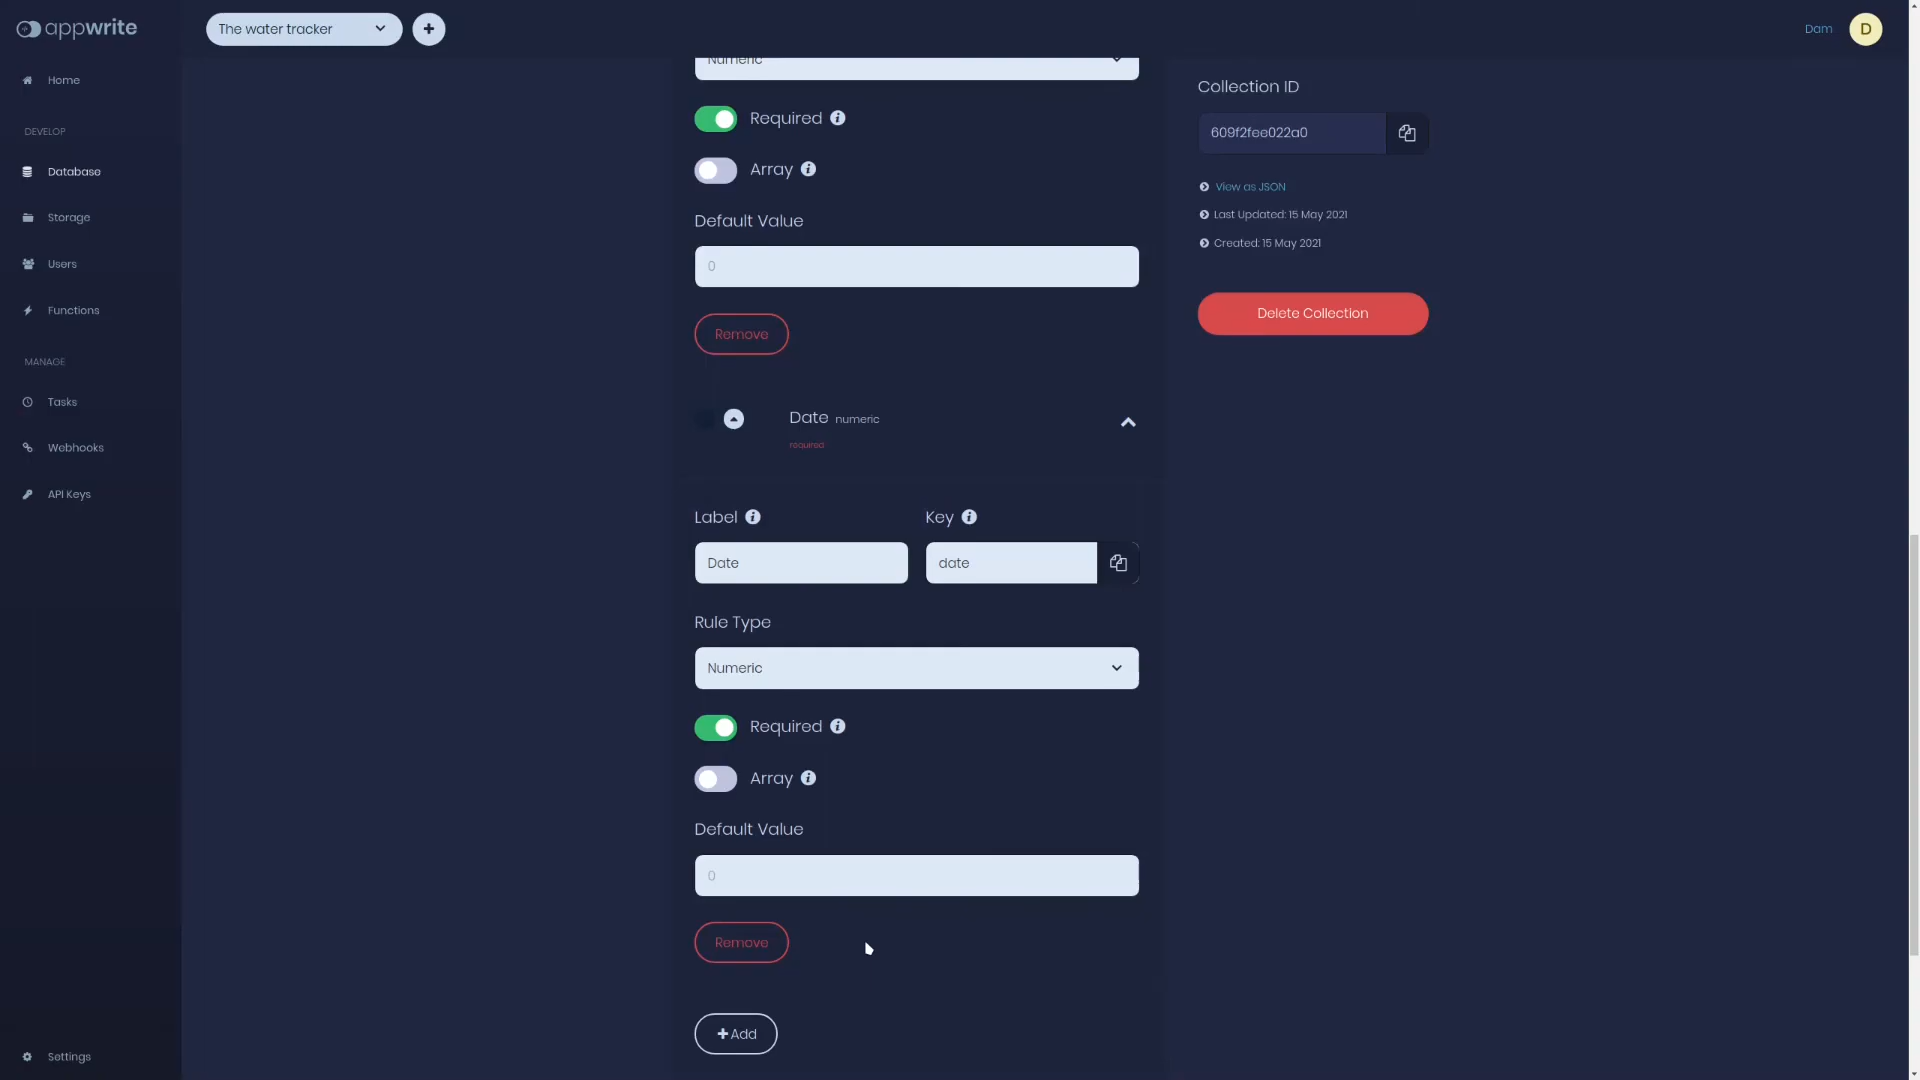 appwrite
The water tracker
+
Dam
D
Home
DEVELOP
Database
Storage
Users
Functions
MANAGE
Tasks
Webhooks
API Keys
Settings
Numeric
Required
Array
Default Value
0
Remove
Date numeric
required
Label
Key
Date
date
Rule Type
Numeric
Required
Array
Default Value
0
Remove
+ Add
Collection ID
609f2fee022a0
View as JSON
Last Updated: 15 May 2021
Created: 15 May 2021
Delete Collection